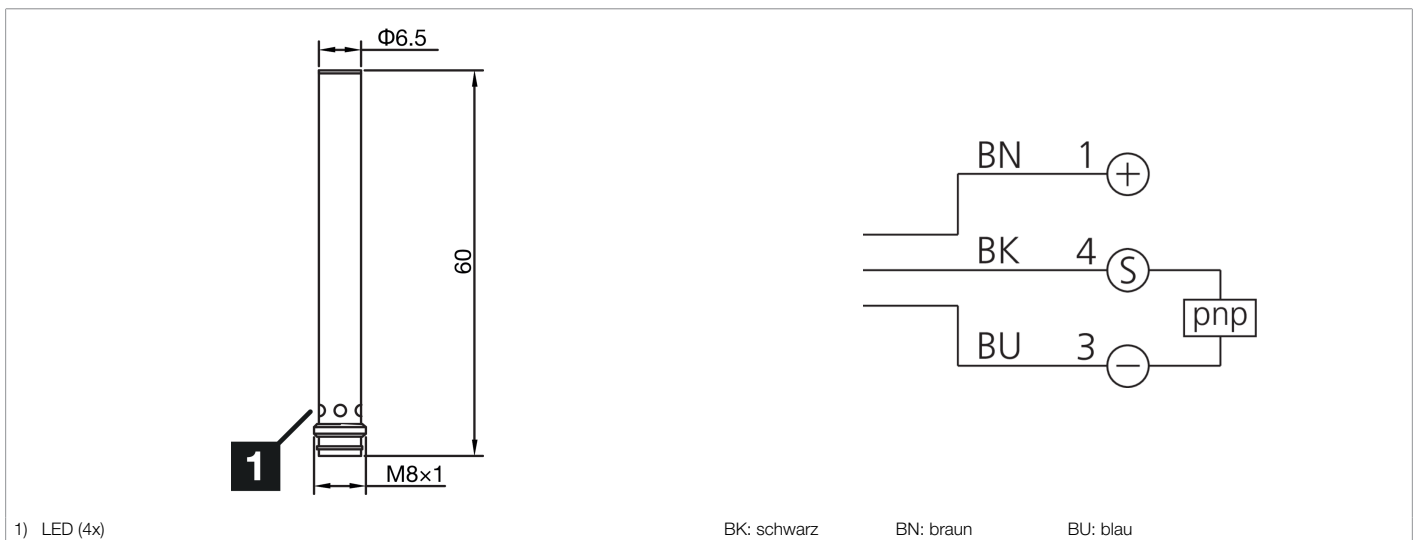 Φ6.5
60
1
M8×1
BN 1 +
BK 4 S
pnp
BU 3 −
1) LED (4x)
BK: schwarz BN: braun BU: blau